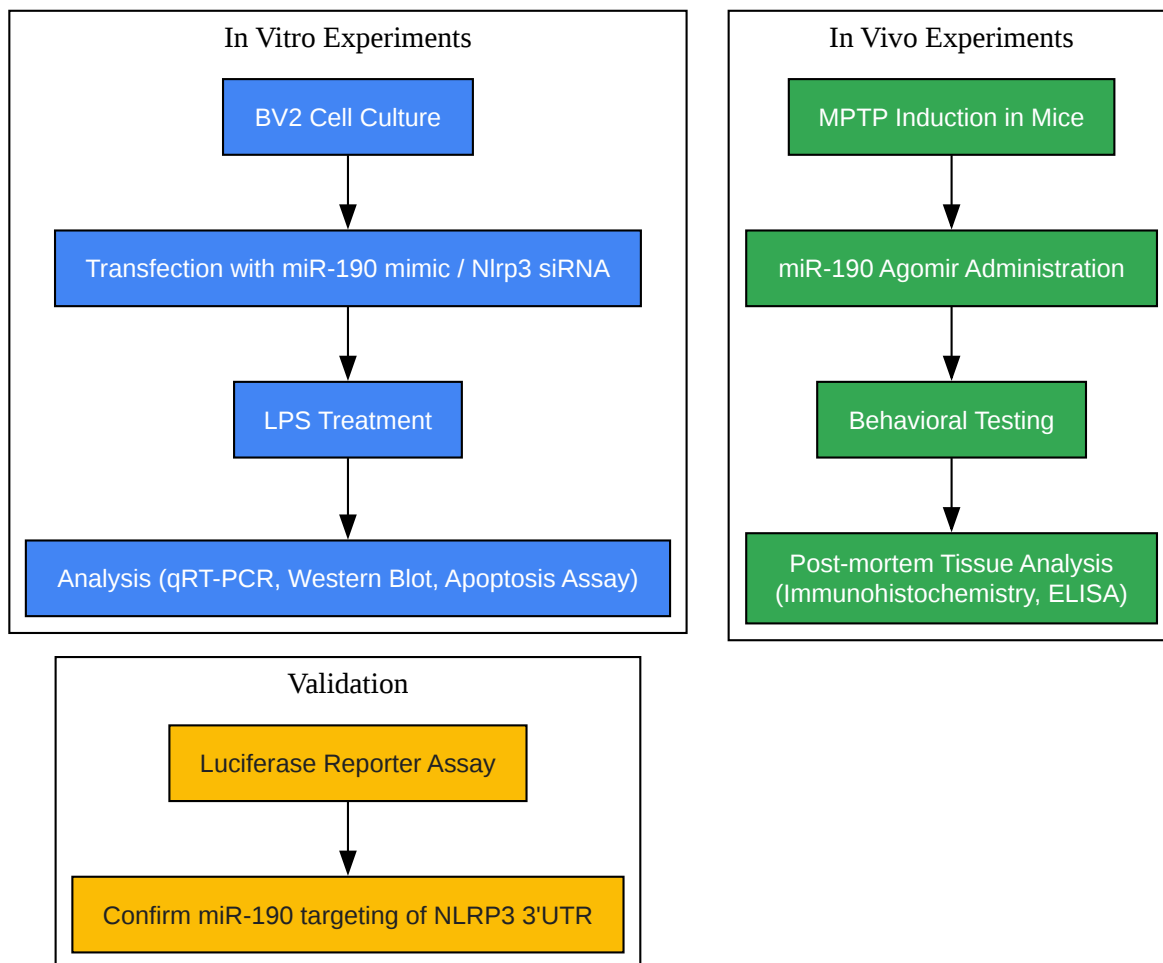 In Vitro Experiments
BV2 Cell Culture
Transfection with miR-190 mimic / Nlrp3 siRNA
LPS Treatment
Analysis (qRT-PCR, Western Blot, Apoptosis Assay)
In Vivo Experiments
MPTP Induction in Mice
miR-190 Agomir Administration
Behavioral Testing
Post-mortem Tissue Analysis
(Immunohistochemistry, ELISA)
Validation
Luciferase Reporter Assay
Confirm miR-190 targeting of NLRP3 3'UTR